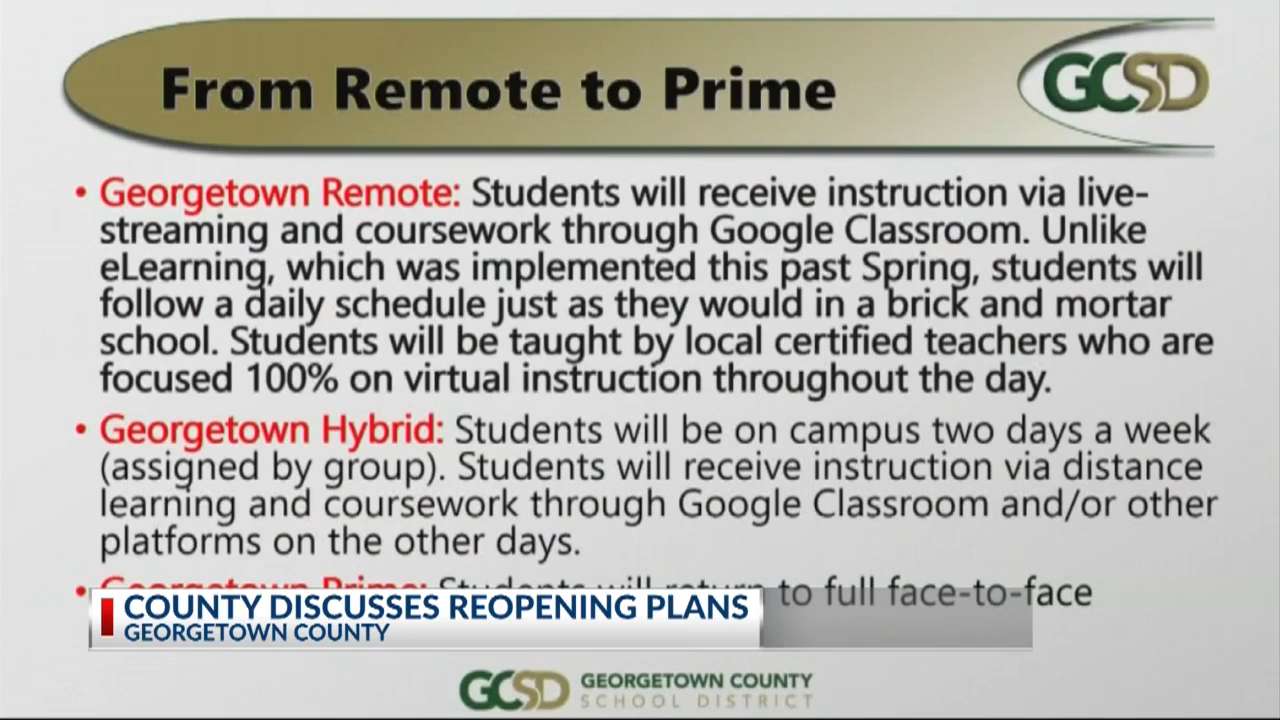 From Remote to Prime
GCSD
• Georgetown Remote: Students will receive instruction via live-
streaming and coursework through Google Classroom. Unlike
eLearning, which was implemented this past Spring, students will
follow a daily schedule just as they would in a brick and mortar
school. Students will be taught by local certified teachers who are
focused 100% on virtual instruction throughout the day.
• Georgetown Hybrid: Students will be on campus two days a week
(assigned by group). Students will receive instruction via distance
learning and coursework through Google Classroom and/or other
platforms on the other days.
• Georgetown Prime: Students will return to full face-to-face
COUNTY DISCUSSES REOPENING PLANS
GEORGETOWN COUNTY
GCSD GEORGETOWN COUNTY
SCHOOL DISTRICT